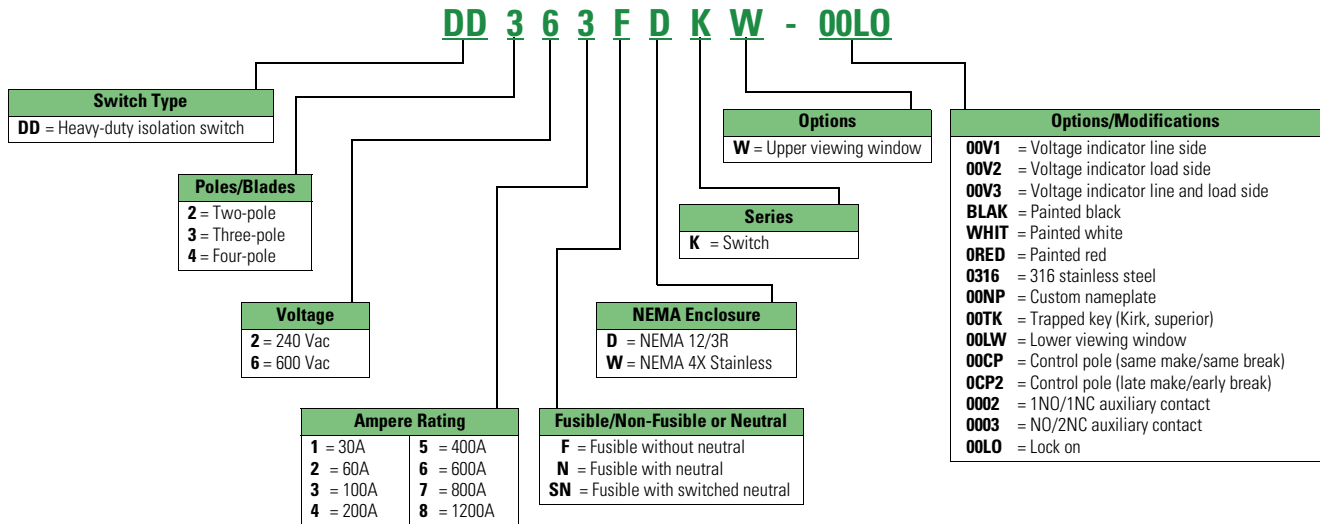 DD 3 6 3 F D K W - 00LO
Switch Type
DD = Heavy-duty isolation switch
Poles/Blades
2 = Two-pole
3 = Three-pole
4 = Four-pole
Voltage
2 = 240 Vac
6 = 600 Vac
Ampere Rating
1 = 30A
2 = 60A
3 = 100A
4 = 200A
5 = 400A
6 = 600A
7 = 800A
8 = 1200A
Fusible/Non-Fusible or Neutral
F = Fusible without neutral
N = Fusible with neutral
SN = Fusible with switched neutral
NEMA Enclosure
D = NEMA 12/3R
W = NEMA 4X Stainless
Series
K = Switch
Options
W = Upper viewing window
Options/Modifications
00V1 = Voltage indicator line side
00V2 = Voltage indicator load side
00V3 = Voltage indicator line and load side
BLAK = Painted black
WHIT = Painted white
0RED = Painted red
0316 = 316 stainless steel
00NP = Custom nameplate
00TK = Trapped key (Kirk, superior)
00LW = Lower viewing window
00CP = Control pole (same make/same break)
0CP2 = Control pole (late make/early break)
0002 = 1NO/1NC auxiliary contact
0003 = NO/2NC auxiliary contact
00LO = Lock on